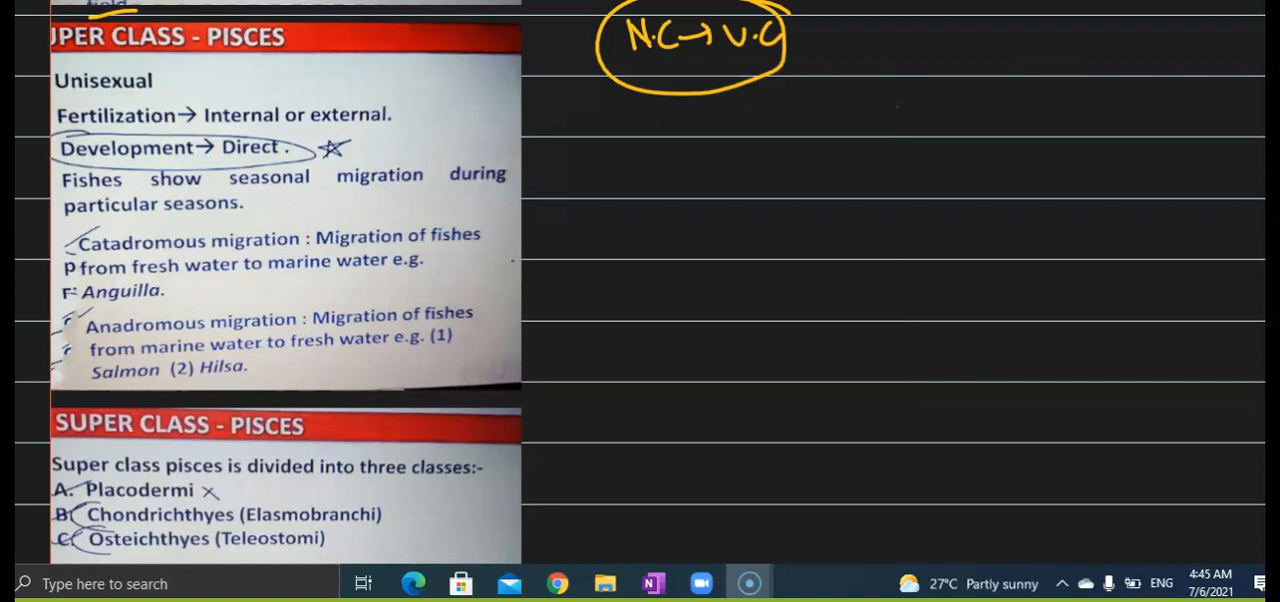 field
N.C→V.C
UPER CLASS - PISCES
Unisexual
Fertilization→ Internal or external.
Development→ Direct.
Fishes show seasonal migration during
particular seasons.
Catadromous migration : Migration of fishes
from fresh water to marine water e.g.
Anguilla.
Anadromous migration : Migration of fishes
from marine water to fresh water e.g. (1)
Salmon (2) Hilsa.
SUPER CLASS - PISCES
Super class pisces is divided into three classes:-
A. Placodermi ×
B. Chondrichthyes (Elasmobranchi)
C. Osteichthyes (Teleostomi)
Type here to search
27°C Partly sunny
ENG
4:45 AM
7/6/2021